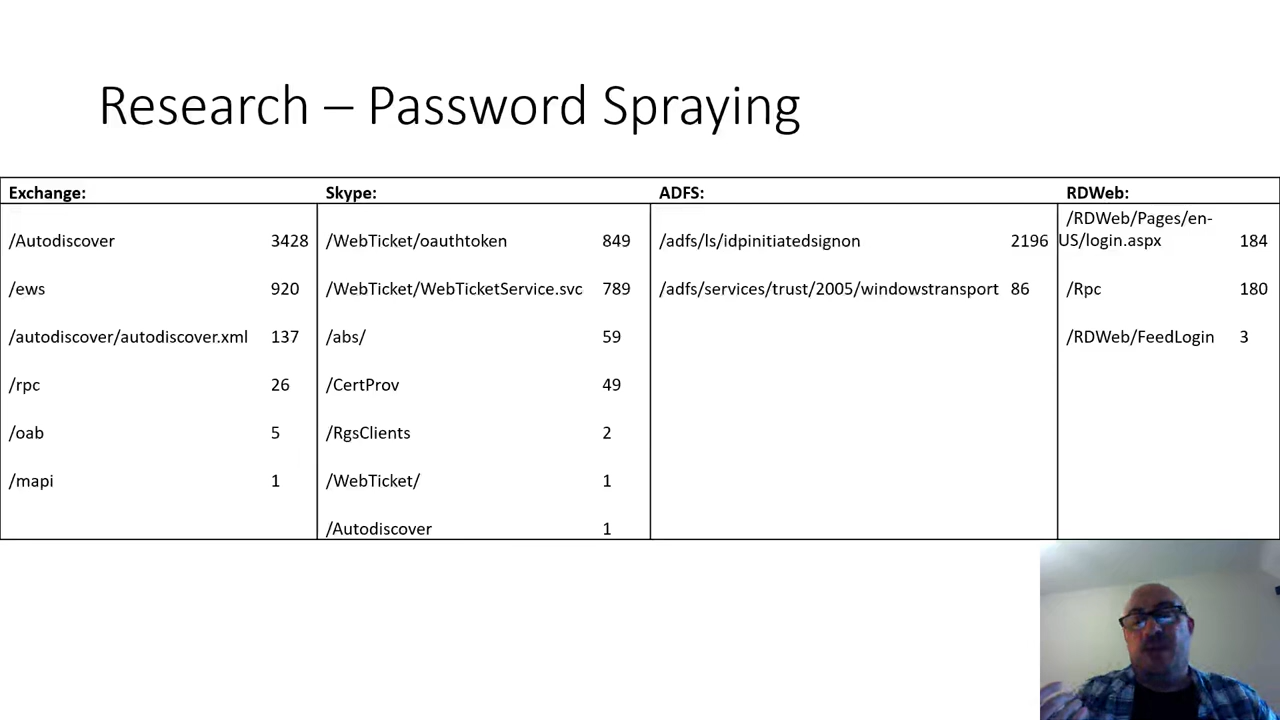 Research – Password Spraying
Exchange: Skype: ADFS: RDWeb:
/RDWeb/Pages/en-
/Autodiscover 3428 /WebTicket/oauthtoken 849 /adfs/ls/idpinitiatedsignon 2196 US/login.aspx 184
/ews 920 /WebTicket/WebTicketService.svc 789 /adfs/services/trust/2005/windowstransport 86 /Rpc 180
/autodiscover/autodiscover.xml 137 /abs/ 59 /RDWeb/FeedLogin 3
/rpc 26 /CertProv 49
/oab 5 /RgsClients 2
/mapi 1 /WebTicket/ 1
/Autodiscover 1